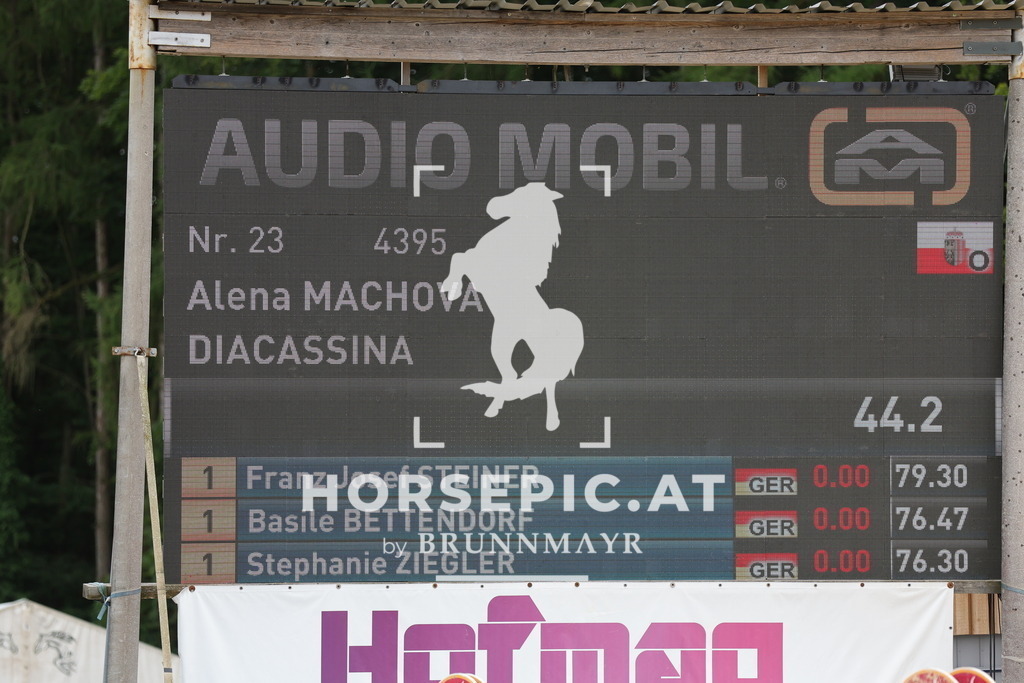 AUDIO MOBIL®
Nr. 23 4395
Alena MACHOVA
DIACASSINA
O
44.2
1 Franz Josef STEINER GER 0.00 79.30
1 Basile BETTENDORF GER 0.00 76.47
1 Stephanie ZIEGLER GER 0.00 76.30
HORSEPIC.AT
by BRUNNMAYR
Hofmag